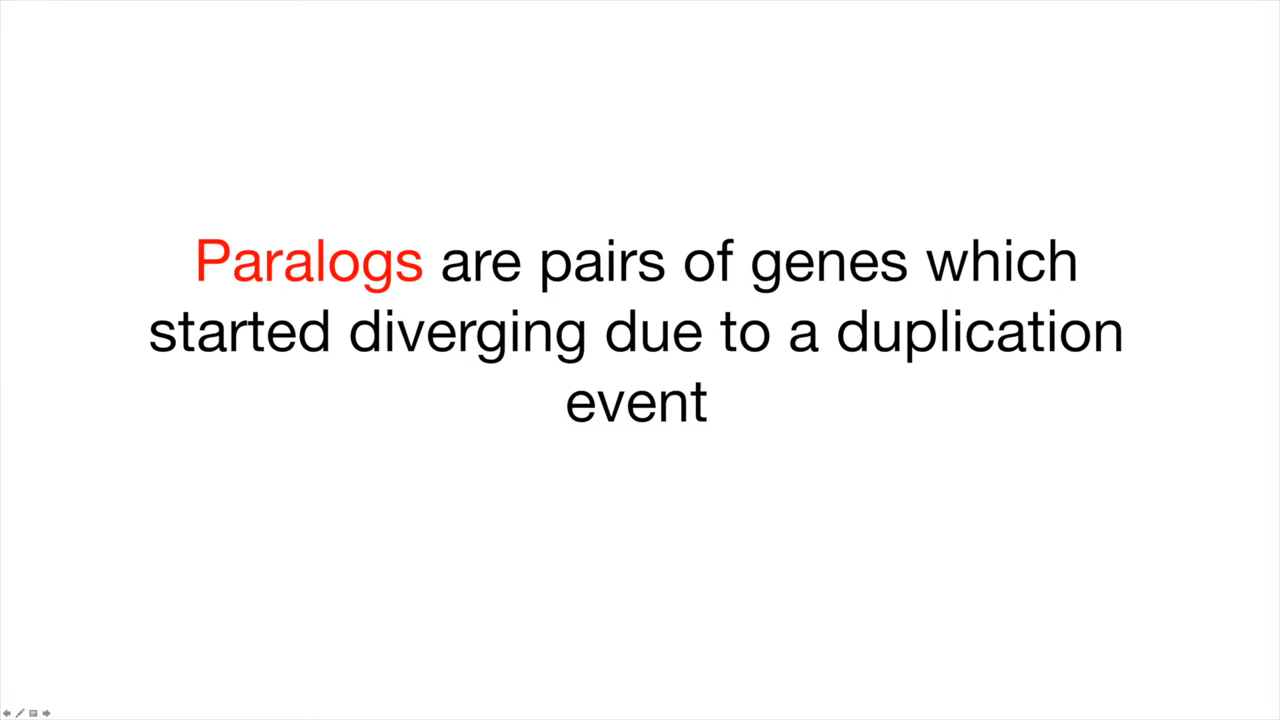 Paralogs are pairs of genes which
started diverging due to a duplication
event